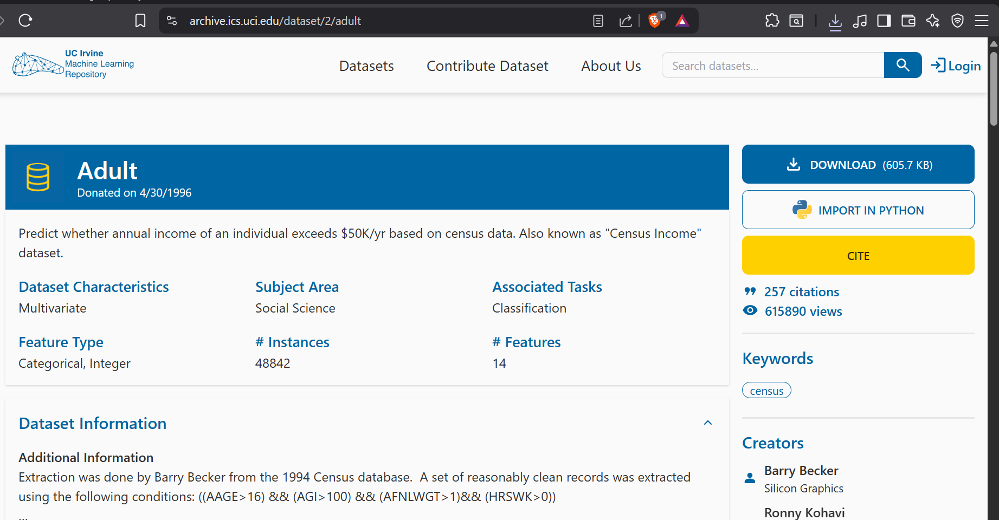 archive.ics.uci.edu/dataset/2/adult
1
UC Irvine
Machine Learning
Repository
Datasets
Contribute Dataset
About Us
Search datasets...
Login
Adult
Donated on 4/30/1996
Predict whether annual income of an individual exceeds $50K/yr based on census data. Also known as "Census Income"
dataset.
Dataset Characteristics
Multivariate
Subject Area
Social Science
Associated Tasks
Classification
Feature Type
Categorical, Integer
# Instances
48842
# Features
14
Dataset Information
Additional Information
Extraction was done by Barry Becker from the 1994 Census database.  A set of reasonably clean records was extracted
using the following conditions: ((AAGE>16) && (AGI>100) && (AFNLWGT>1)&& (HRSWK>0))
...
DOWNLOAD (605.7 KB)
IMPORT IN PYTHON
CITE
257 citations
615890 views
Keywords
census
Creators
Barry Becker
Silicon Graphics
Ronny Kohavi